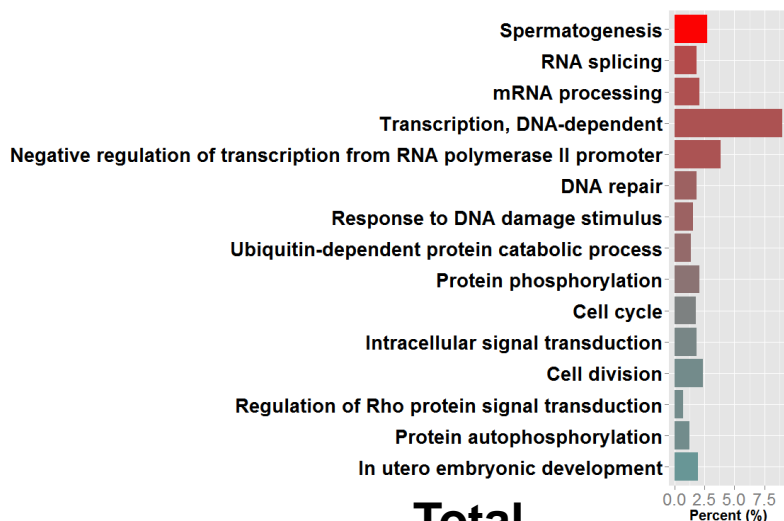 Spermatogenesis
RNA splicing
mRNA processing
Transcription, DNA-dependent
Negative regulation of transcription from RNA polymerase II promoter
DNA repair
Response to DNA damage stimulus
Ubiquitin-dependent protein catabolic process
Protein phosphorylation
Cell cycle
Intracellular signal transduction
Cell division
Regulation of Rho protein signal transduction
Protein autophosphorylation
In utero embryonic development
0.0 2.5 5.0 7.5
Percent (%)
Total